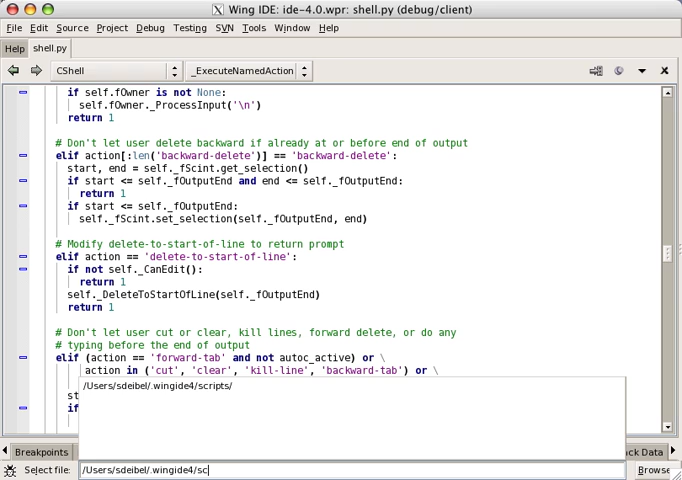 Wing IDE: ide-4.0.wpr: shell.py (debug/client)
File Edit Source Project Debug Testing SVN Tools Window Help
Help shell.py
CShell _ExecuteNamedAction
if self.fOwner is not None:
self.fOwner._ProcessInput('\n')
return 1
# Don't let user delete backward if already at or before end of output
elif action[:len('backward-delete')] == 'backward-delete':
start, end = self._fScint.get_selection()
if start <= self._fOutputEnd and end <= self._fOutputEnd:
return 1
if start <= self._fOutputEnd:
self._fScint.set_selection(self._fOutputEnd, end)
# Modify delete-to-start-of-line to return prompt
elif action == 'delete-to-start-of-line':
if not self._CanEdit():
return 1
self._DeleteToStartOfLine(self._fOutputEnd)
return 1
# Don't let user cut or clear, kill lines, forward delete, or do any
# typing before the end of output
elif (action == 'forward-tab' and not autoc_active) or \
action in ('cut', 'clear', 'kill-line', 'backward-tab') or \
/Users/sdeibel/.wingide4/scripts/
st
if
Breakpoints ack Data
Select file: /Users/sdeibel/.wingide4/sc Browse